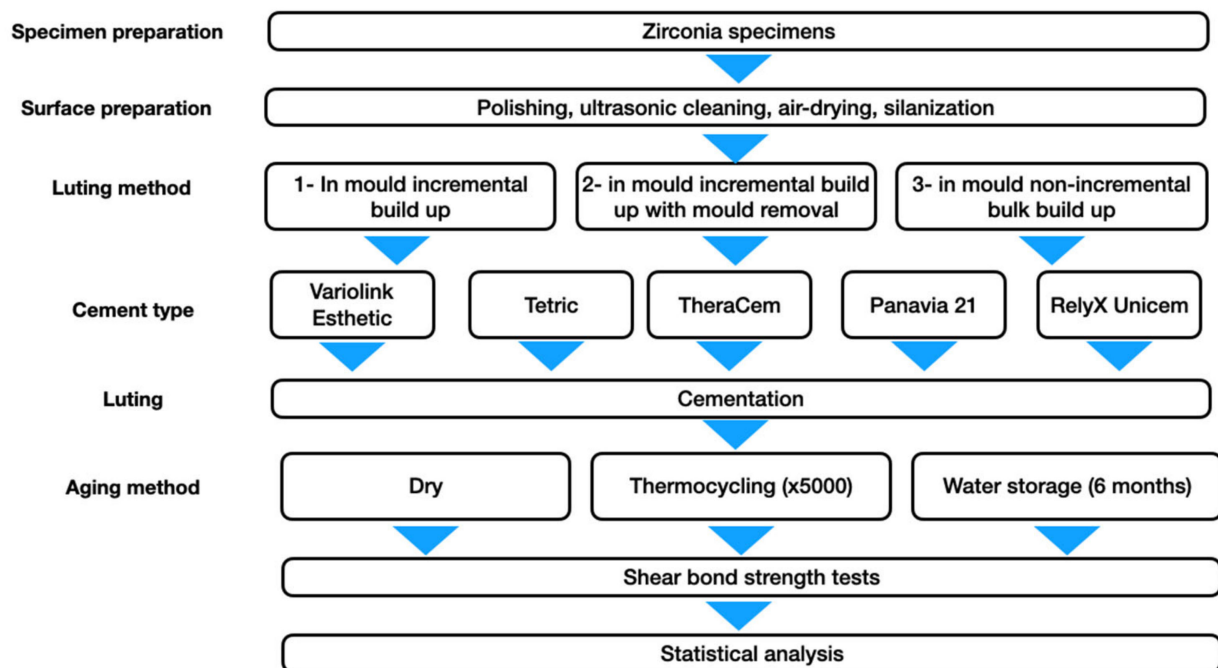 Specimen preparation
Zirconia specimens
Surface preparation
Polishing, ultrasonic cleaning, air-drying, silanization
Luting method
1- In mould incremental
build up
2- in mould incremental build
up with mould removal
3- in mould non-incremental
bulk build up
Cement type
Variolink
Esthetic
Tetric
TheraCem
Panavia 21
RelyX Unicem
Luting
Cementation
Aging method
Dry
Thermocycling (x5000)
Water storage (6 months)
Shear bond strength tests
Statistical analysis